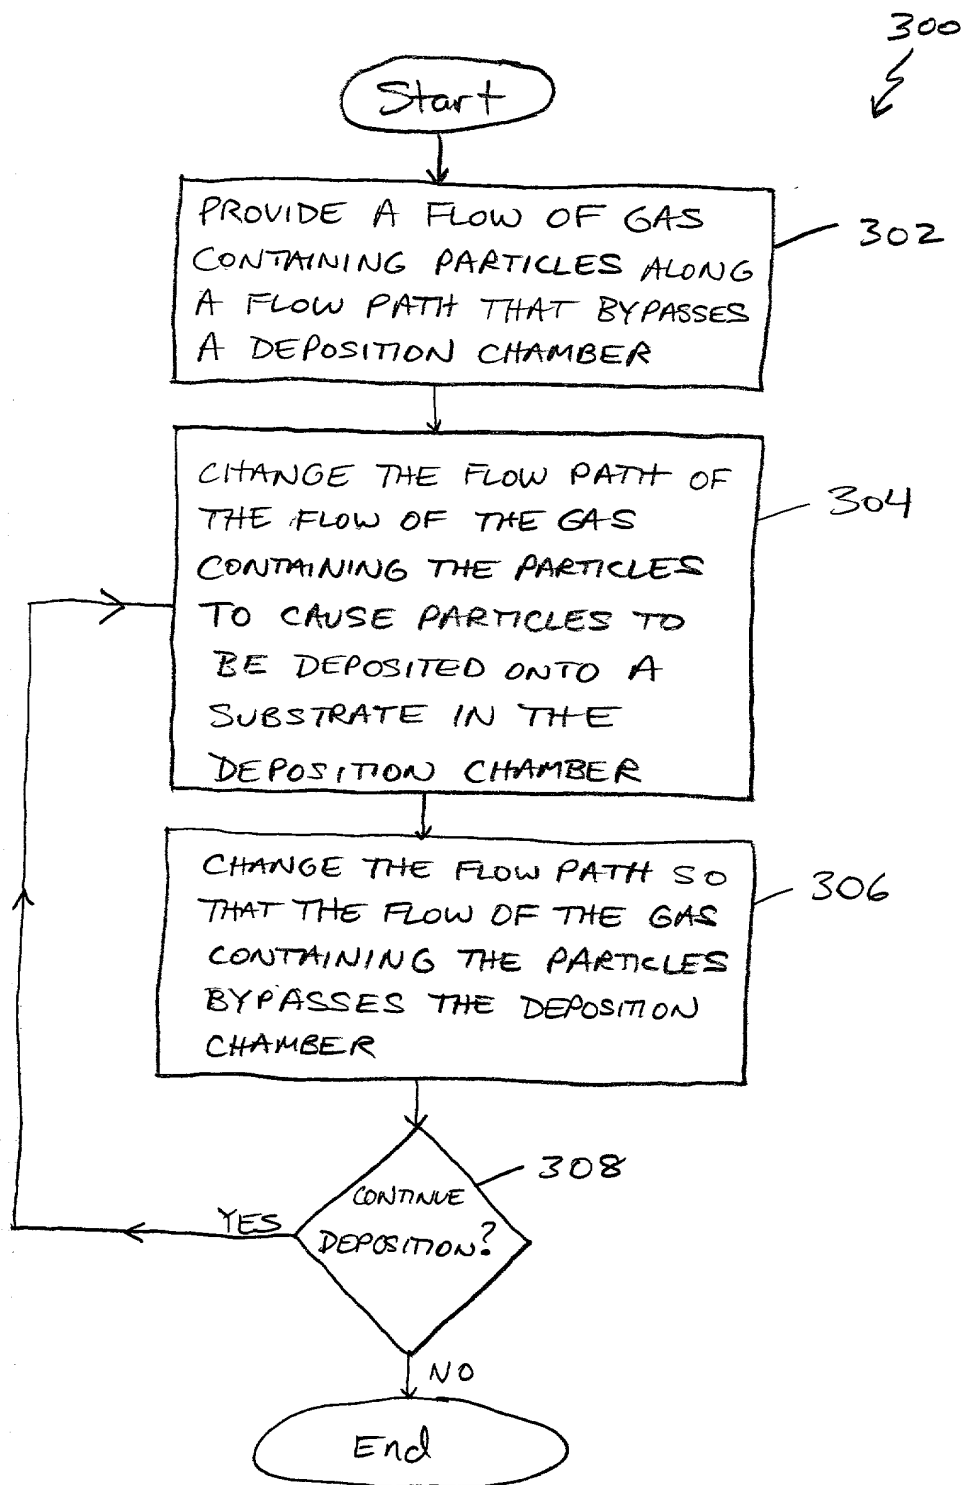 300
Start
PROVIDE A FLOW OF GAS
CONTAINING PARTICLES ALONG
A FLOW PATH THAT BYPASSES
A DEPOSITION CHAMBER
302
CHANGE THE FLOW PATH OF
THE FLOW OF THE GAS
CONTAINING THE PARTICLES
TO CAUSE PARTICLES TO
BE DEPOSITED ONTO A
SUBSTRATE IN THE
DEPOSITION CHAMBER
304
CHANGE THE FLOW PATH SO
THAT THE FLOW OF THE GAS
CONTAINING THE PARTICLES
BYPASSES THE DEPOSITION
CHAMBER
306
CONTINUE
DEPOSITION?
308
YES
NO
End